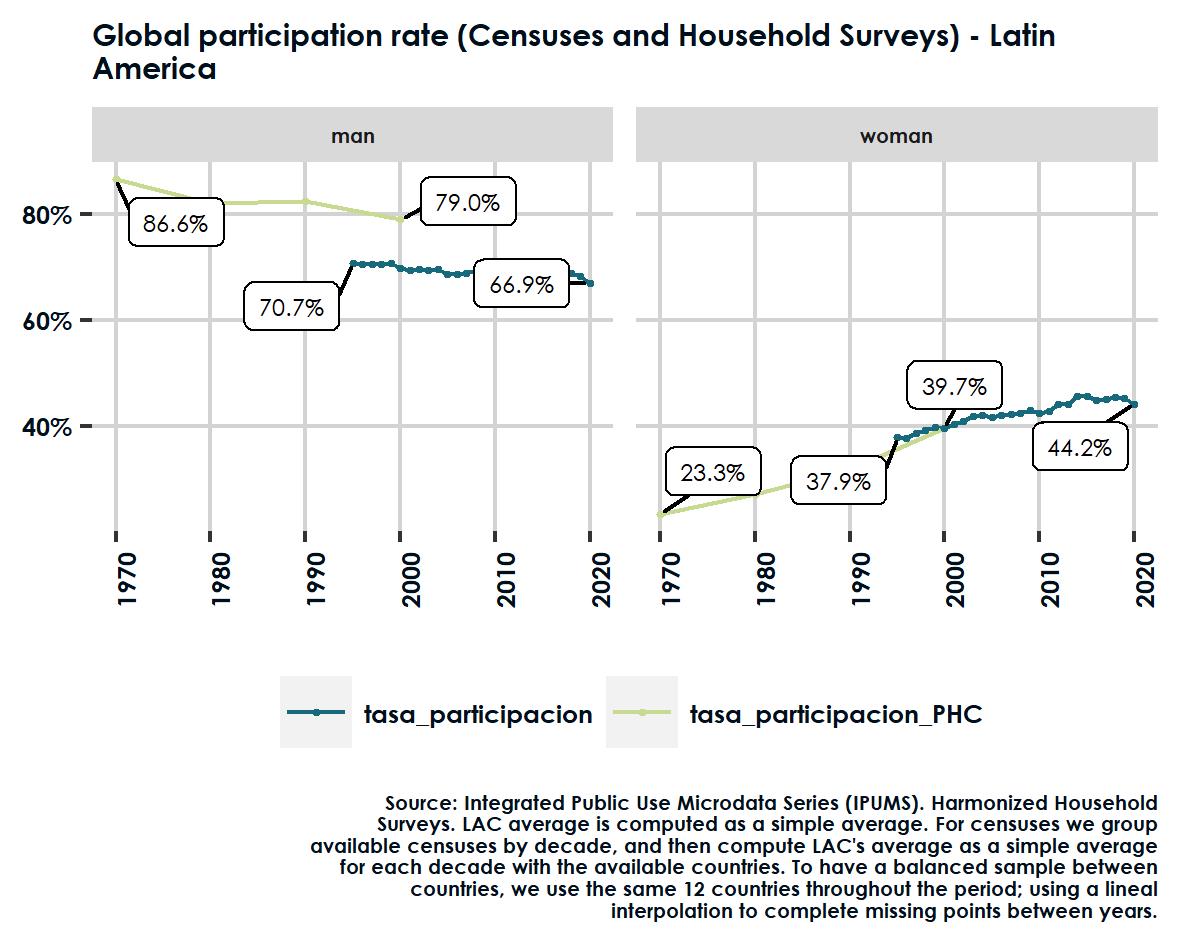 Global participation rate (Censuses and Household Surveys) - Latin
America
man
woman
80%
60%
40%
86.6%
79.0%
70.7%
66.9%
39.7%
23.3%
37.9%
44.2%
1970
1980
1990
2000
2010
2020
1970
1980
1990
2000
2010
2020
tasa_participacion
tasa_participacion_PHC
Source: Integrated Public Use Microdata Series (IPUMS). Harmonized Household
Surveys. LAC average is computed as a simple average. For censuses we group
available censuses by decade, and then compute LAC's average as a simple average
for each decade with the available countries. To have a balanced sample between
countries, we use the same 12 countries throughout the period; using a lineal
interpolation to complete missing points between years.